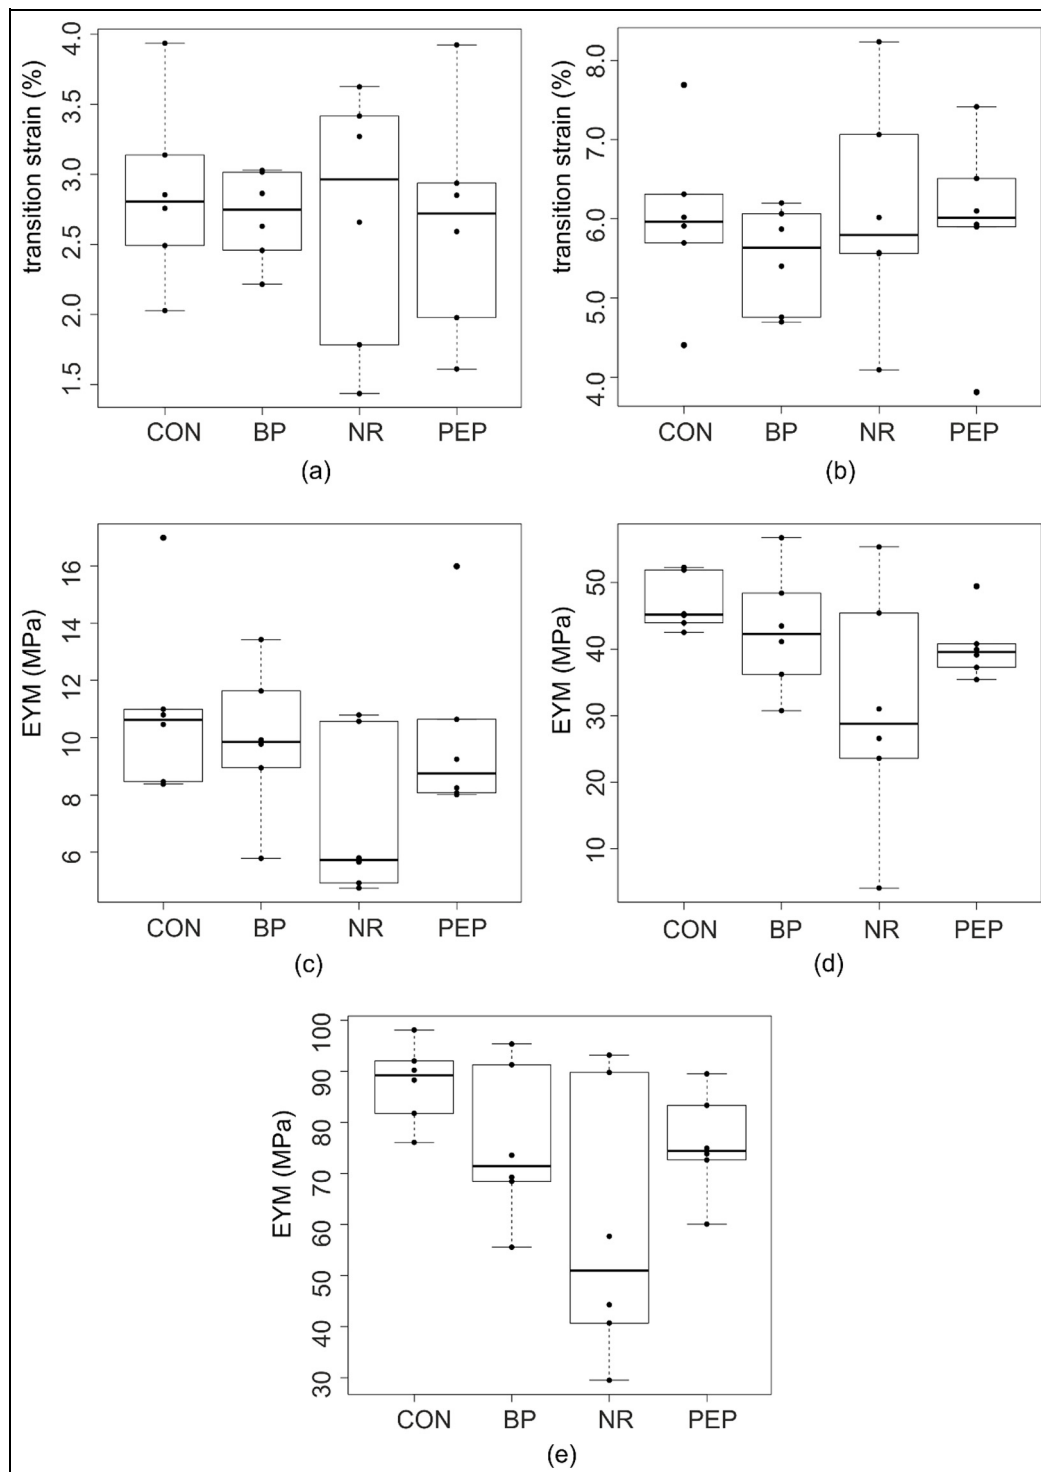 transition strain (%)
4.0
3.5
3.0
2.5
2.0
1.5
CON BP NR PEP
(a)
transition strain (%)
8.0
7.0
6.0
5.0
4.0
CON BP NR PEP
(b)
EYM (MPa)
16
14
12
10
8
6
CON BP NR PEP
(c)
EYM (MPa)
50
40
30
20
10
CON BP NR PEP
(d)
EYM (MPa)
100
90
80
70
60
50
40
30
CON BP NR PEP
(e)